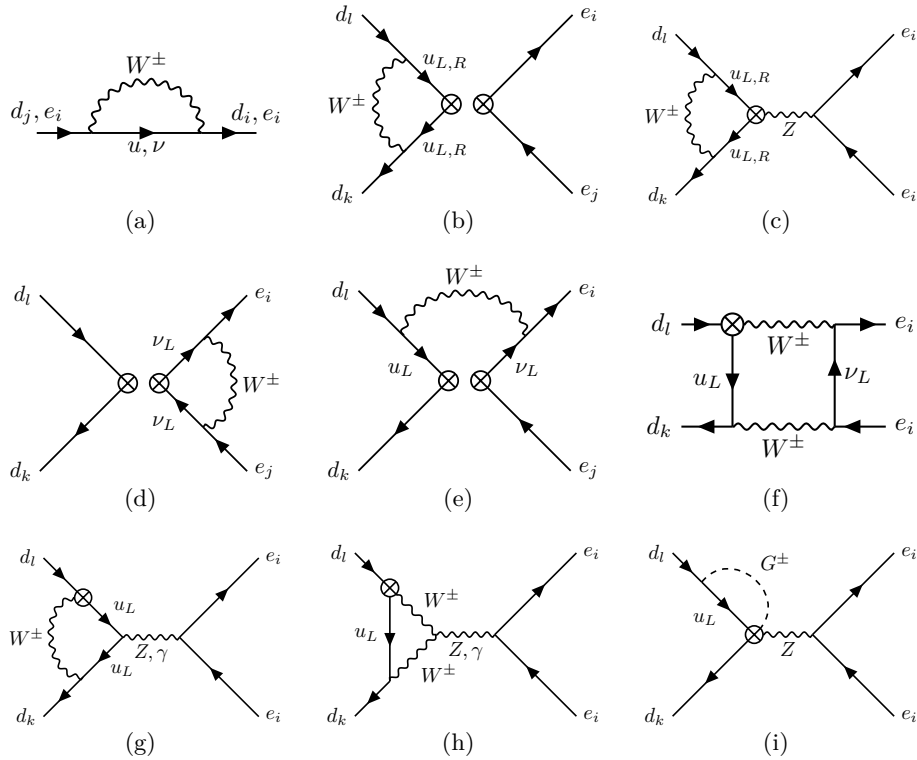 W^±
d_j, e_i
d_i, e_i
u, ν
(a)
d_l
e_i
u_{L,R}
W^±
u_{L,R}
d_k
e_j
(b)
d_l
e_i
u_{L,R}
W^±
Z
u_{L,R}
d_k
e_i
(c)
d_l
e_i
ν_L
W^±
ν_L
d_k
e_j
(d)
W^±
d_l
e_i
u_L
ν_L
d_k
e_j
(e)
d_l
W^±
e_i
u_L
ν_L
d_k
W^±
e_i
(f)
d_l
e_i
u_L
W^±
Z, γ
u_L
d_k
e_i
(g)
d_l
e_i
W^±
u_L
Z, γ
W^±
d_k
e_i
(h)
d_l
G^±
e_i
u_L
Z
d_k
e_i
(i)